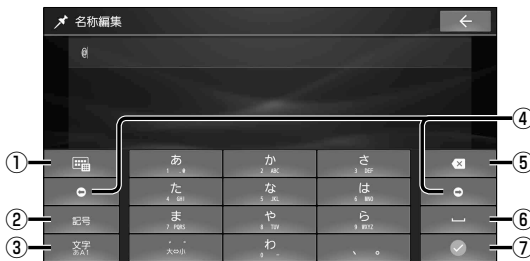 名称編集
@
① あ か さ ⑤
1 .@ 2 ABC 3 DEF
た な は ④
4 GHI 5 JKL 6 MNO
② 記号 ま や ら ⑥
7 PQRS 8 TUV 9 WXYZ
③ 文字 大⇔小 わ 、。 ⑦
あA1 ゛゜ 0 -